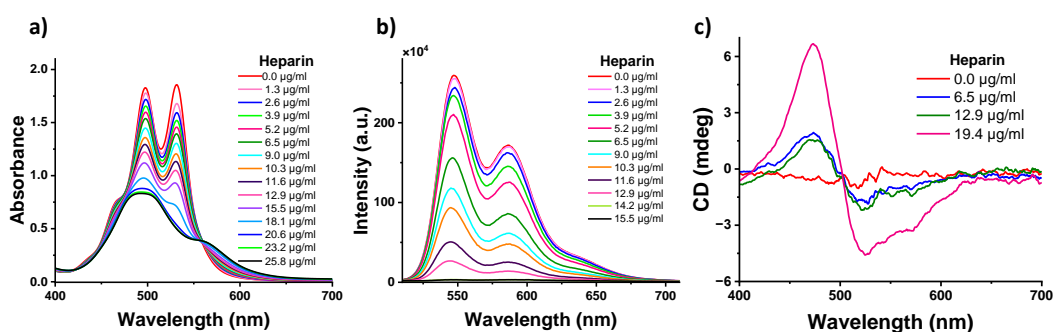 a)
Heparin
0.0 µg/ml
1.3 µg/ml
2.6 µg/ml
3.9 µg/ml
5.2 µg/ml
6.5 µg/ml
9.0 µg/ml
10.3 µg/ml
11.6 µg/ml
12.9 µg/ml
15.5 µg/ml
18.1 µg/ml
20.6 µg/ml
23.2 µg/ml
25.8 µg/ml
Absorbance
2.0
1.5
1.0
0.5
0.0
400
500
600
700
Wavelength (nm)
b)
×10⁴
Heparin
0.0 µg/ml
1.3 µg/ml
2.6 µg/ml
3.9 µg/ml
5.2 µg/ml
6.5 µg/ml
9.0 µg/ml
10.3 µg/ml
11.6 µg/ml
12.9 µg/ml
14.2 µg/ml
15.5 µg/ml
Intensity (a.u.)
200
100
0
550
600
650
700
Wavelength (nm)
c)
Heparin
0.0 µg/ml
6.5 µg/ml
12.9 µg/ml
19.4 µg/ml
CD (mdeg)
6
3
0
−3
−6
400
500
600
700
Wavelength (nm)